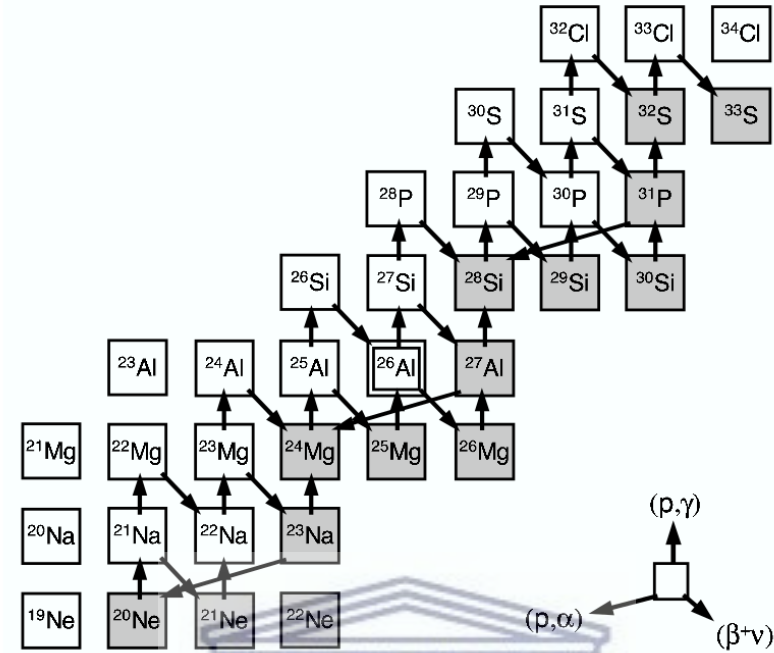 ³²Cl ³³Cl ³⁴Cl
³⁰S ³¹S ³²S ³³S
²⁸P ²⁹P ³⁰P ³¹P
²⁶Si ²⁷Si ²⁸Si ²⁹Si ³⁰Si
²³Al ²⁴Al ²⁵Al ²⁶Al ²⁷Al
²¹Mg ²²Mg ²³Mg ²⁴Mg ²⁵Mg ²⁶Mg
²⁰Na ²¹Na ²²Na ²³Na
¹⁹Ne ²⁰Ne ²¹Ne ²²Ne
(p,γ)
(p,α)
(β⁺ν)